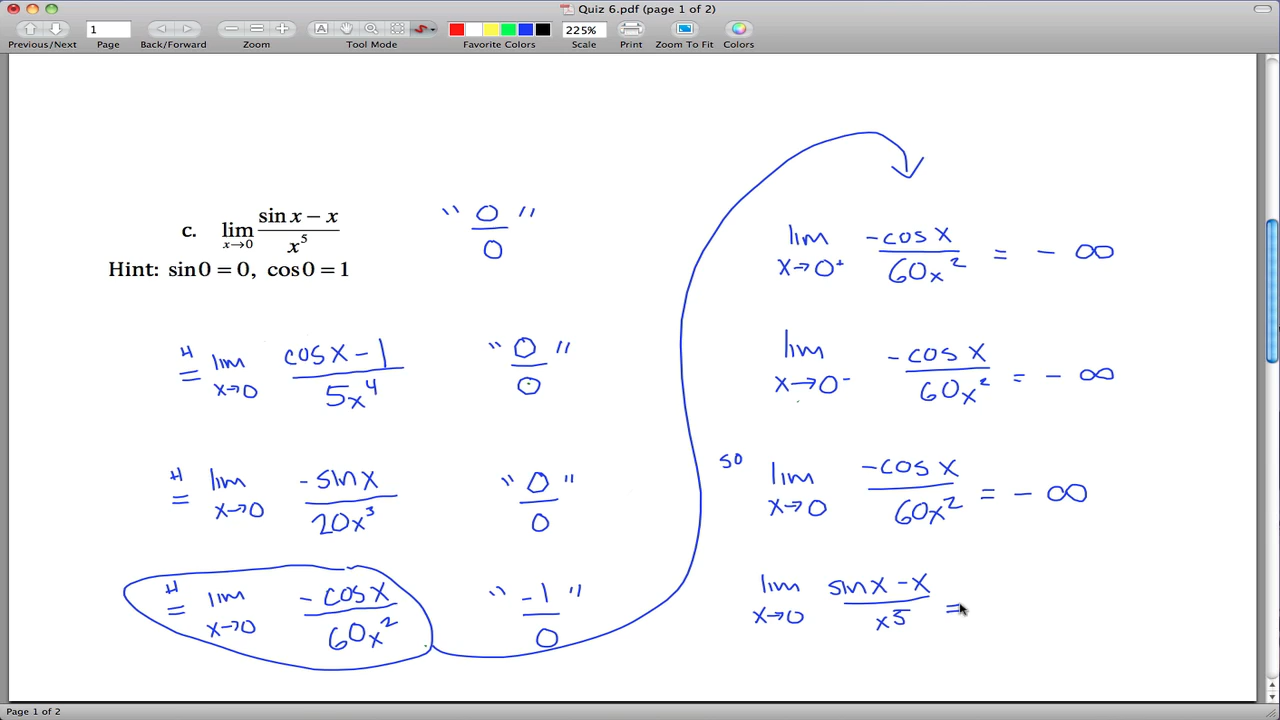 Quiz 6.pdf (page 1 of 2)
1
225%
Previous/Next Page Back/Forward Zoom Tool Mode Favorite Colors Scale Print Zoom To Fit Colors
c. lim x→0 sin x − x / x^5
"0/0"
Hint: sin 0 = 0, cos 0 = 1
H= lim x→0 cos x − 1 / 5x^4
"0/0"
H= lim x→0 −sin x / 20x^3
"0/0"
H= lim x→0 −cos x / 60x^2
"−1/0"
lim x→0+ −cos x / 60x^2 = −∞
lim x→0− −cos x / 60x^2 = −∞
so lim x→0 −cos x / 60x^2 = −∞
lim x→0 sin x − x / x^5 =
Page 1 of 2